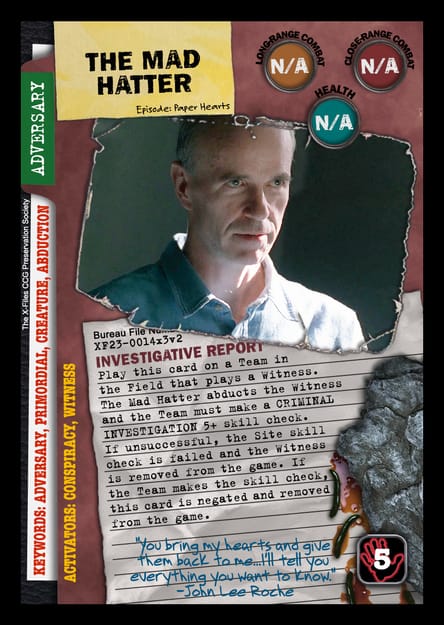 THE MAD
HATTER
Episode: Paper Hearts
LONG-RANGE COMBAT
N/A
CLOSE-RANGE COMBAT
N/A
HEALTH
N/A
ADVERSARY
The X-Files CCG Preservation Society
KEYWORDS: ADVERSARY, PRIMORDIAL, CREATURE, ABDUCTION
ACTIVATORS: CONSPIRACY, WITNESS
Bureau File
XF23-0014x3v2
INVESTIGATIVE REPORT
Play this card on a Team in
the Field that plays a Witness.
The Mad Hatter abducts the Witness
and the Team must make a CRIMINAL
INVESTIGATION 5+ skill check.
If unsuccessful, the Site skill
check is failed and the Witness
is removed from the game. If
the Team makes the skill check,
this card is negated and removed
from the game.
"You bring my hearts and give
them back to me...I'll tell you
everything you want to know."
-John Lee Roche
5